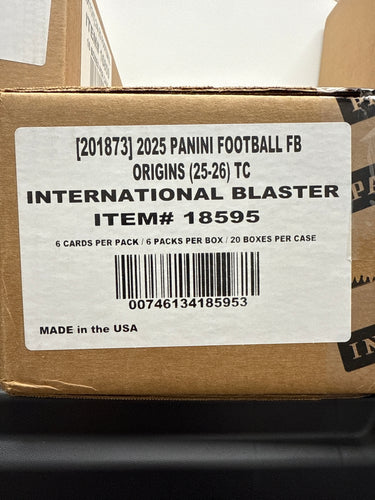 [201873] 2025 PANINI FOOTBALL FB
ORIGINS (25-26) TC
INTERNATIONAL BLASTER
ITEM# 18595
6 CARDS PER PACK / 6 PACKS PER BOX / 20 BOXES PER CASE
00746134185953
MADE in the USA